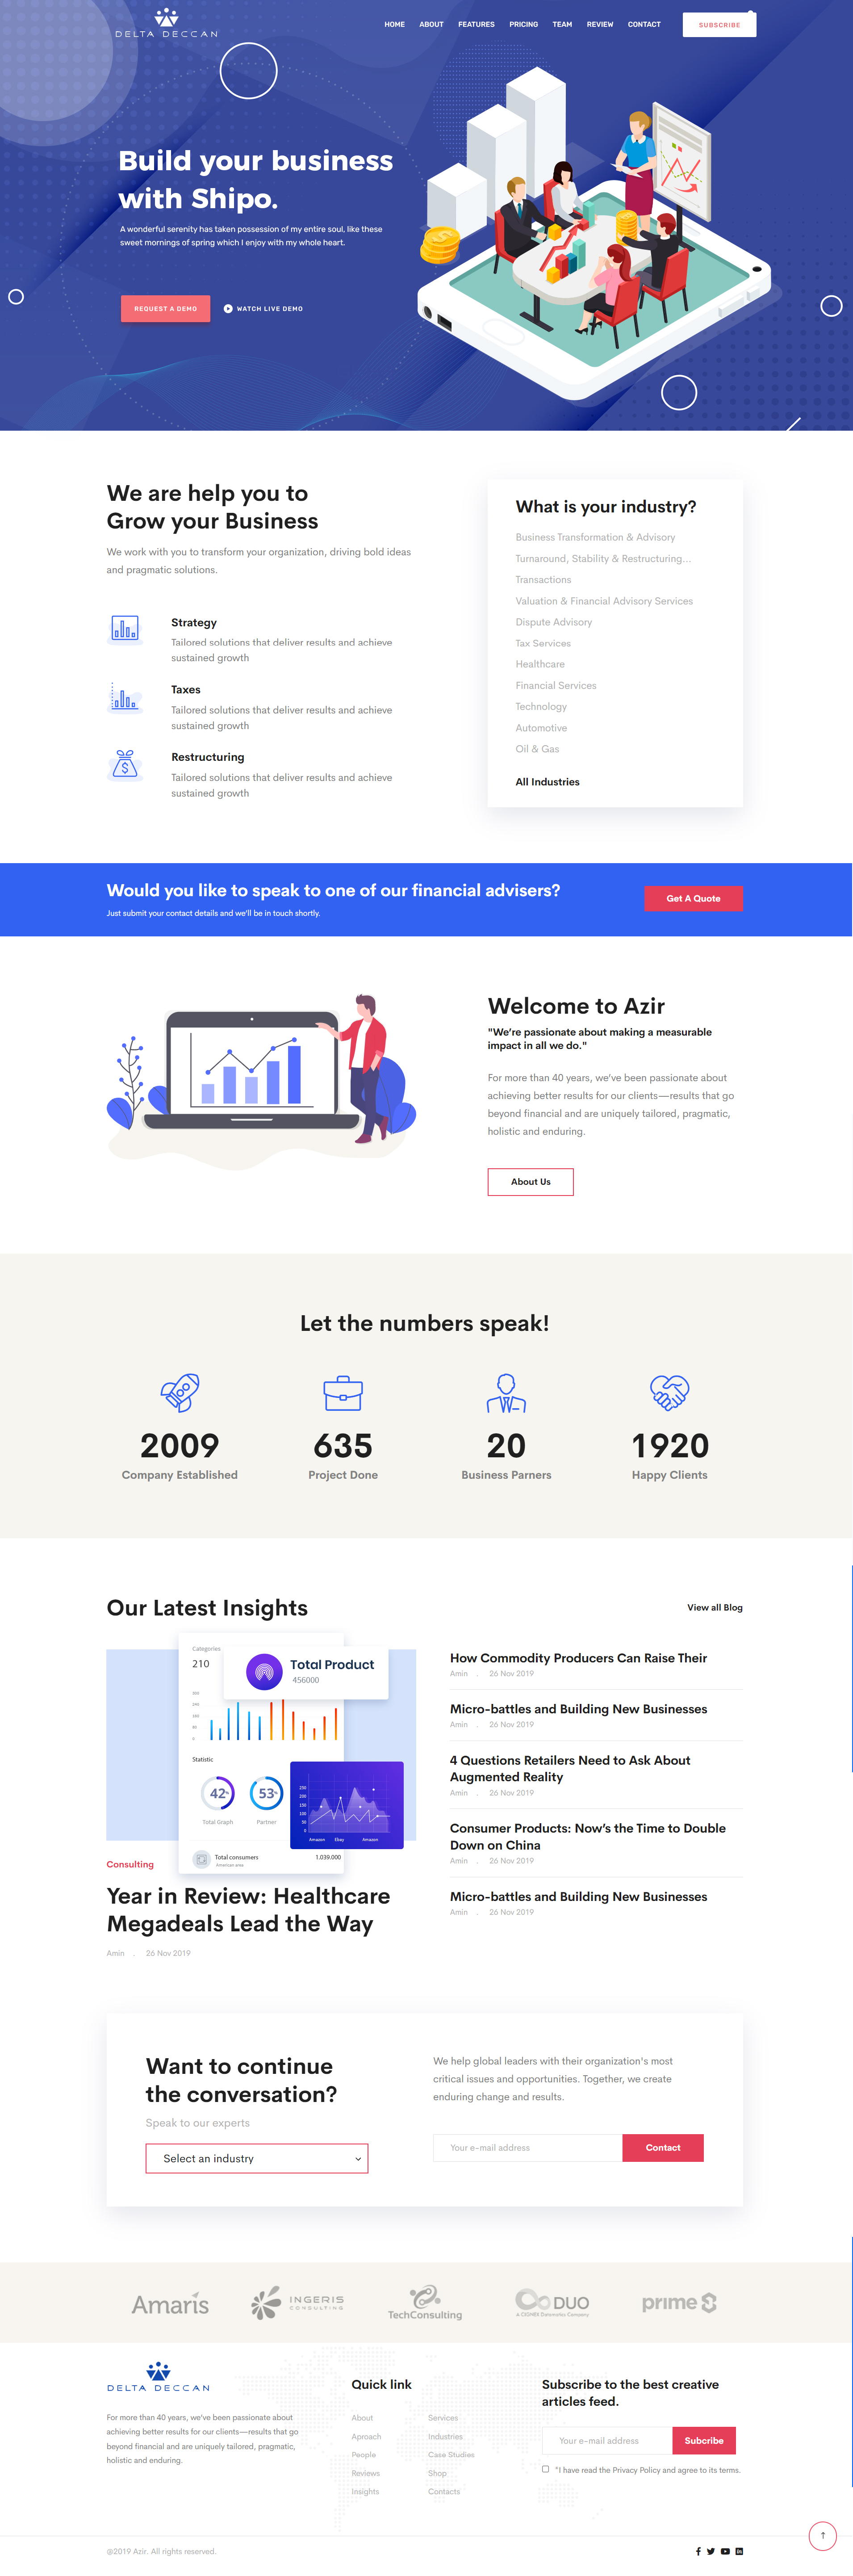 DELTA DECCAN
HOME ABOUT FEATURES PRICING TEAM REVIEW CONTACT SUBSCRIBE
Build your business
with Shipo.
A wonderful serenity has taken possession of my entire soul, like these
sweet mornings of spring which I enjoy with my whole heart.
REQUEST A DEMO WATCH LIVE DEMO
We are help you to
Grow your Business
We work with you to transform your organization, driving bold ideas
and pragmatic solutions.
Strategy
Tailored solutions that deliver results and achieve
sustained growth
Taxes
Tailored solutions that deliver results and achieve
sustained growth
Restructuring
Tailored solutions that deliver results and achieve
sustained growth
What is your industry?
Business Transformation & Advisory
Turnaround, Stability & Restructuring...
Transactions
Valuation & Financial Advisory Services
Dispute Advisory
Tax Services
Healthcare
Financial Services
Technology
Automotive
Oil & Gas
All Industries
Would you like to speak to one of our financial advisers?
Just submit your contact details and we'll be in touch shortly.
Get A Quote
Welcome to Azir
"We're passionate about making a measurable
impact in all we do."
For more than 40 years, we've been passionate about
achieving better results for our clients—results that go
beyond financial and are uniquely tailored, pragmatic,
holistic and enduring.
About Us
Let the numbers speak!
2009 635 20 1920
Company Established Project Done Business Parners Happy Clients
Our Latest Insights
View all Blog
Categories
210
Total Product
456000
300
240
160
80
0
Statistic
42%
53%
Total Graph
Partner
250
200
150
100
50
0
Amazon Ebay Amazon
Total consumers
American area
1.039.000
Consulting
Year in Review: Healthcare
Megadeals Lead the Way
Amin . 26 Nov 2019
How Commodity Producers Can Raise Their
Amin . 26 Nov 2019
Micro-battles and Building New Businesses
Amin . 26 Nov 2019
4 Questions Retailers Need to Ask About
Augmented Reality
Amin . 26 Nov 2019
Consumer Products: Now's the Time to Double
Down on China
Amin . 26 Nov 2019
Micro-battles and Building New Businesses
Amin . 26 Nov 2019
Want to continue
the conversation?
Speak to our experts
Select an industry
We help global leaders with their organization's most
critical issues and opportunities. Together, we create
enduring change and results.
Your e-mail address
Contact
Amaris
INGERIS
CONSULTING
TechConsulting
DUO
A CIGNEX Datamatics Company
prime
DELTA DECCAN
For more than 40 years, we've been passionate about
achieving better results for our clients—results that go
beyond financial and are uniquely tailored, pragmatic,
holistic and enduring.
Quick link
About Services
Aproach Industries
People Case Studies
Reviews Shop
Insights Contacts
Subscribe to the best creative
articles feed.
Your e-mail address
Subcribe
*I have read the Privacy Policy and agree to its terms.
@2019 Azir. All rights reserved.